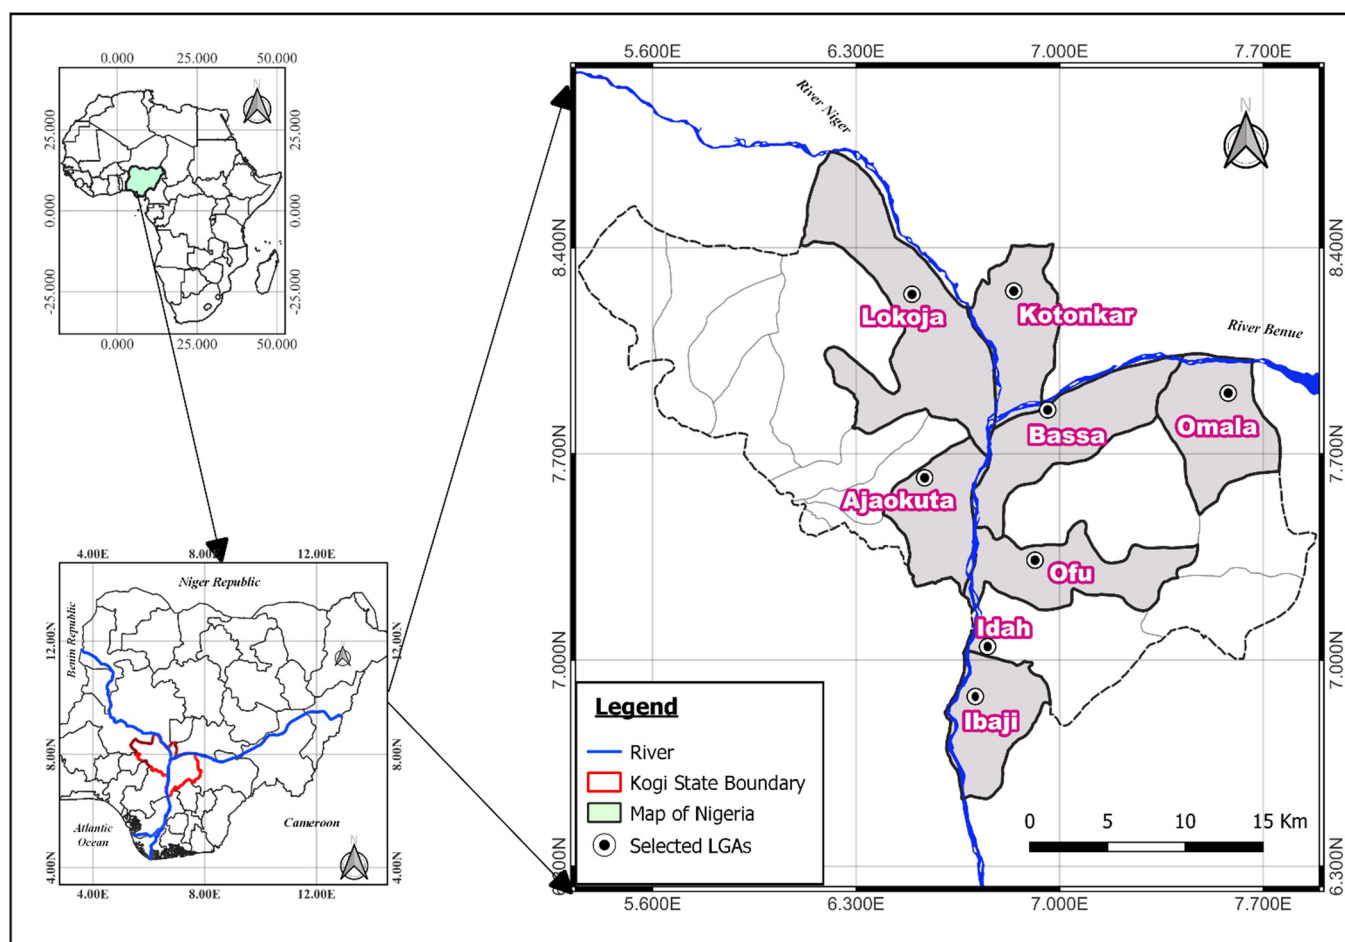 0.000 25.000 50.000
N
25.000 25.000
0.000 0.000
-25.000 -25.000
0.000 25.000 50.000
4.00E 8.00E 12.00E
Niger Republic
Benin Republic
12.00N 12.00N
8.00N 8.00N
Atlantic
Ocean
Cameroon
N
4.00N 4.00N
4.00E 8.00E 12.00E
5.600E 6.300E 7.000E 7.700E
River Niger
N
8.400N 8.400N
Lokoja
Kotonkar
River Benue
Bassa
Omala
7.700N 7.700N
Ajaokuta
Ofu
Idah
7.000N 7.000N
Ibaji
Legend
River
Kogi State Boundary
Map of Nigeria
Selected LGAs
0 5 10 15 Km
6.300N 6.300N
5.600E 6.300E 7.000E 7.700E